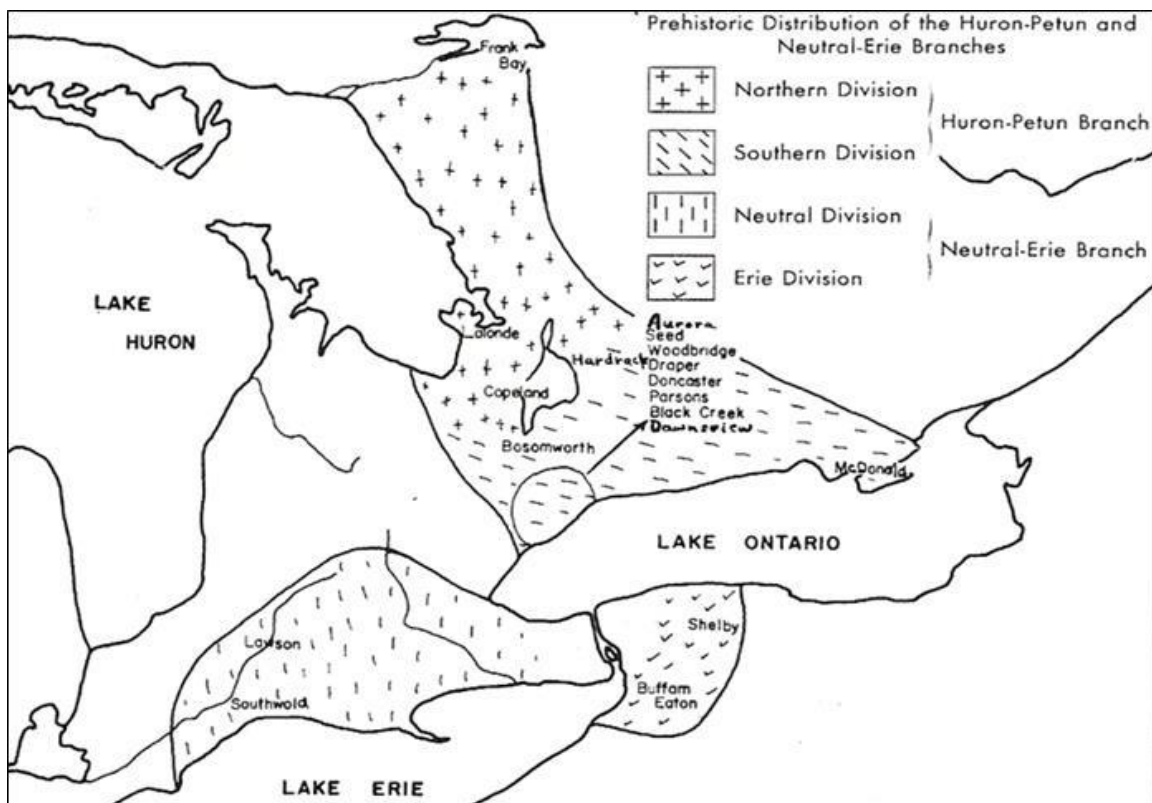 Prehistoric Distribution of the Huron-Petun and
Neutral-Erie Branches
Northern Division
Southern Division
Huron-Petun Branch
Neutral Division
Erie Division
Neutral-Erie Branch
Frank
Bay
LAKE
HURON
Lalonde
Copeland
Hardrock
Aurora
Seed
Woodbridge
Draper
Doncaster
Parsons
Black Creek
Downsview
Bosomworth
McDonald
LAKE ONTARIO
Lawson
Southwold
Shelby
Buffam
Eaton
LAKE ERIE